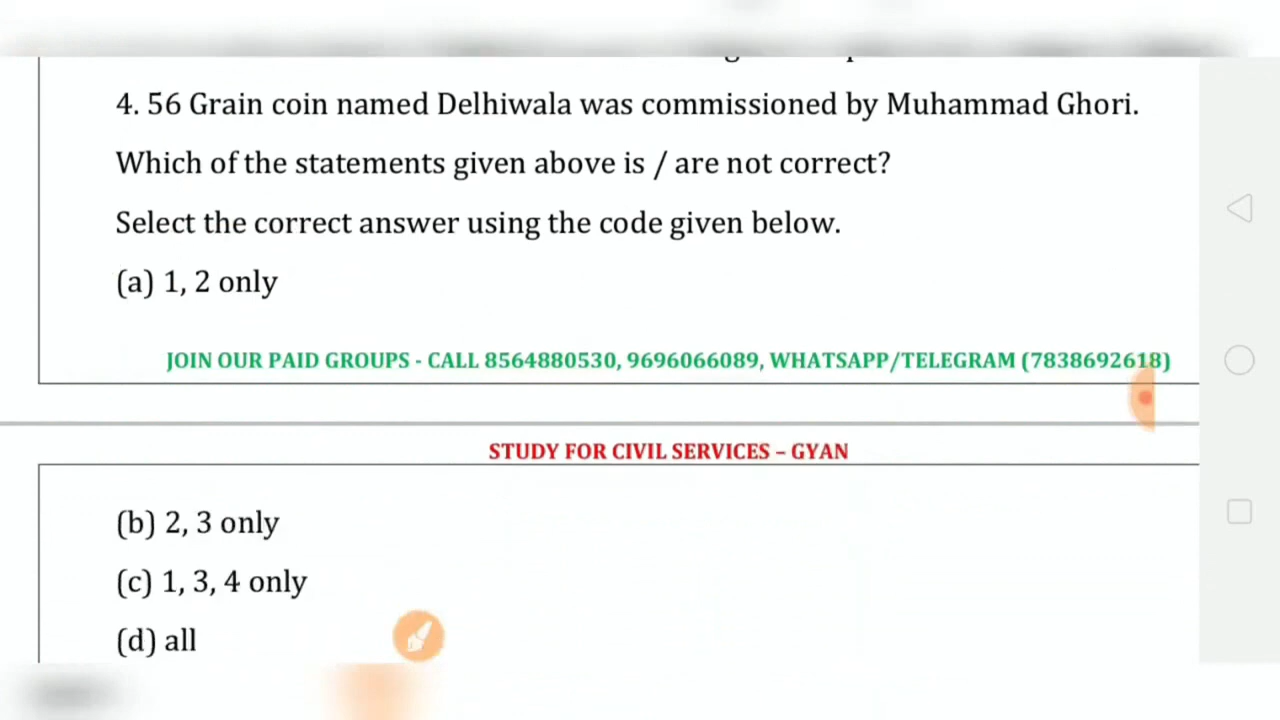 4. 56 Grain coin named Delhiwala was commissioned by Muhammad Ghori.
Which of the statements given above is / are not correct?
Select the correct answer using the code given below.
(a) 1, 2 only
JOIN OUR PAID GROUPS - CALL 8564880530, 9696066089, WHATSAPP/TELEGRAM (7838692618)
STUDY FOR CIVIL SERVICES – GYAN
(b) 2, 3 only
(c) 1, 3, 4 only
(d) all